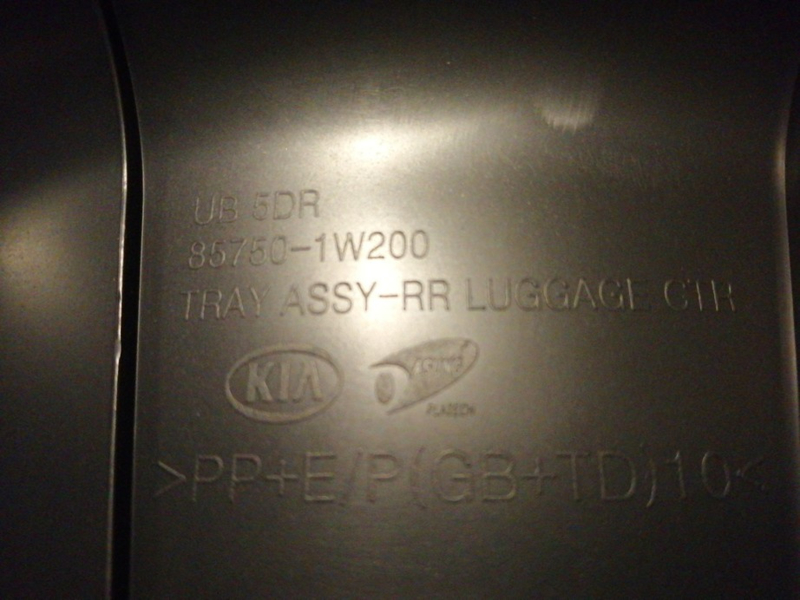 UB 5DR
85750-1W200
TRAY ASSY-RR LUGGAGE CTR
KIA
PLATECH
>PP+E/P(GB+TD)10<